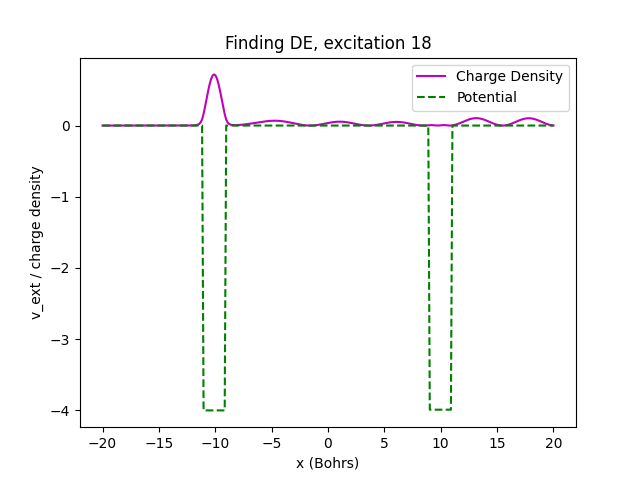 Finding DE, excitation 18
Charge Density
Potential
v_ext / charge density
0
−1
−2
−3
−4
−20
−15
−10
−5
0
5
10
15
20
x (Bohrs)